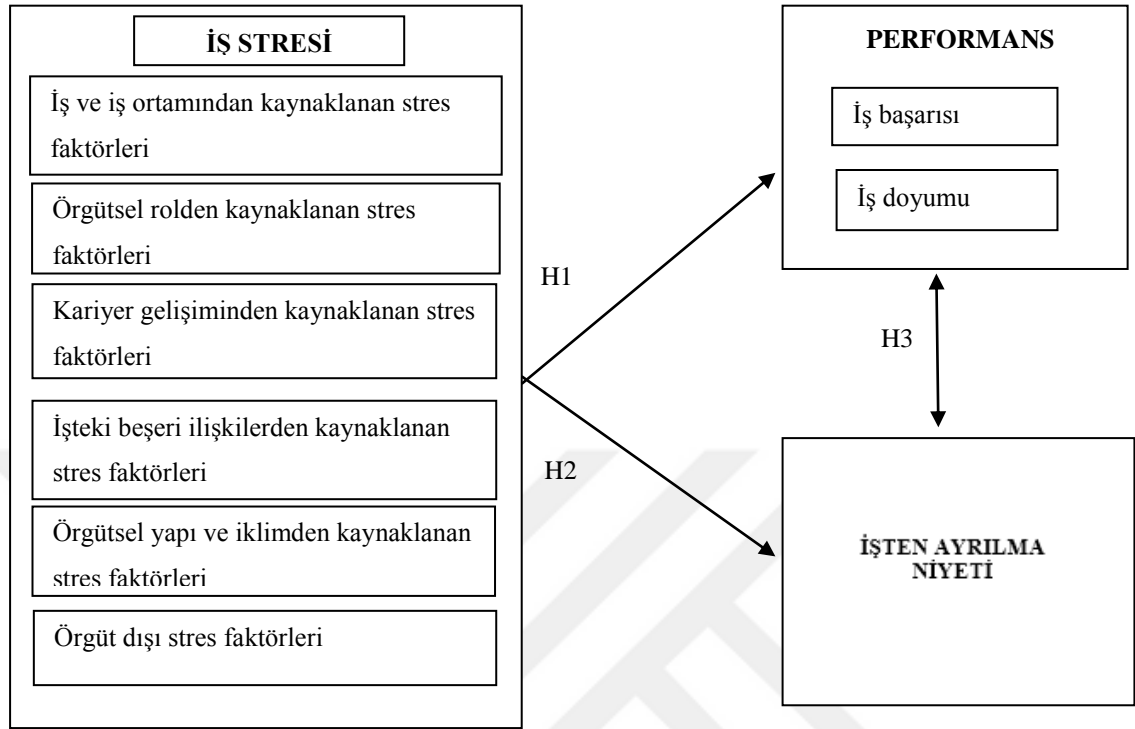 İŞ STRESİ
İş ve iş ortamından kaynaklanan stres
faktörleri
Örgütsel rolden kaynaklanan stres
faktörleri
Kariyer gelişiminden kaynaklanan stres
faktörleri
İşteki beşeri ilişkilerden kaynaklanan
stres faktörleri
Örgütsel yapı ve iklimden kaynaklanan
stres faktörleri
Örgüt dışı stres faktörleri
H1
H2
PERFORMANS
İş başarısı
İş doyumu
H3
İŞTEN AYRILMA
NİYETİ